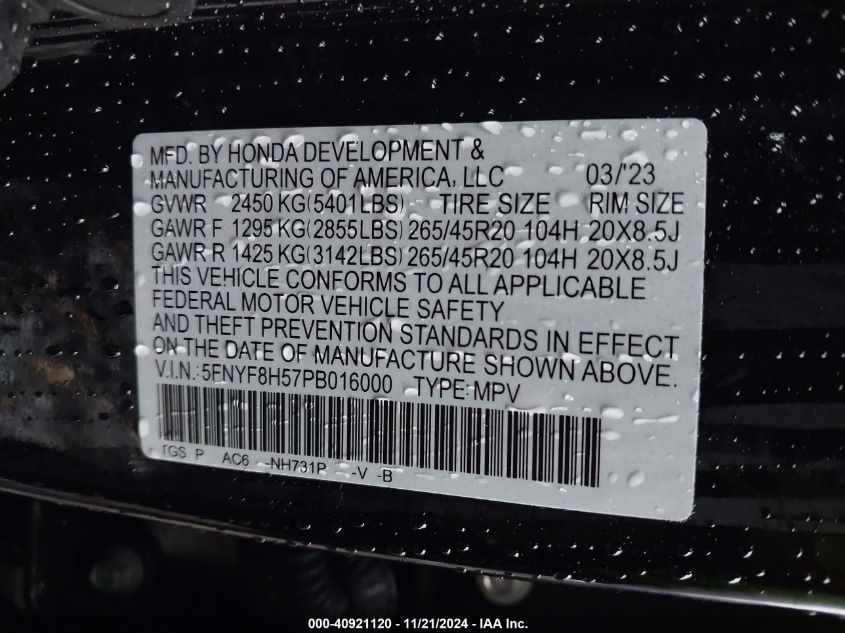 MFD. BY HONDA DEVELOPMENT &
MANUFACTURING OF AMERICA, LLC 03/'23
GVWR 2450 KG(5401LBS) TIRE SIZE RIM SIZE
GAWR F 1295 KG(2855LBS) 265/45R20 104H 20X8.5J
GAWR R 1425 KG(3142LBS) 265/45R20 104H 20X8.5J
THIS VEHICLE CONFORMS TO ALL APPLICABLE
FEDERAL MOTOR VEHICLE SAFETY
AND THEFT PREVENTION STANDARDS IN EFFECT
ON THE DATE OF MANUFACTURE SHOWN ABOVE.
V.I.N.: 5FNYF8H57PB016000 TYPE: MPV
TGS P AC6 -NH731P -V -B
000-40921120 - 11/21/2024 - IAA Inc.